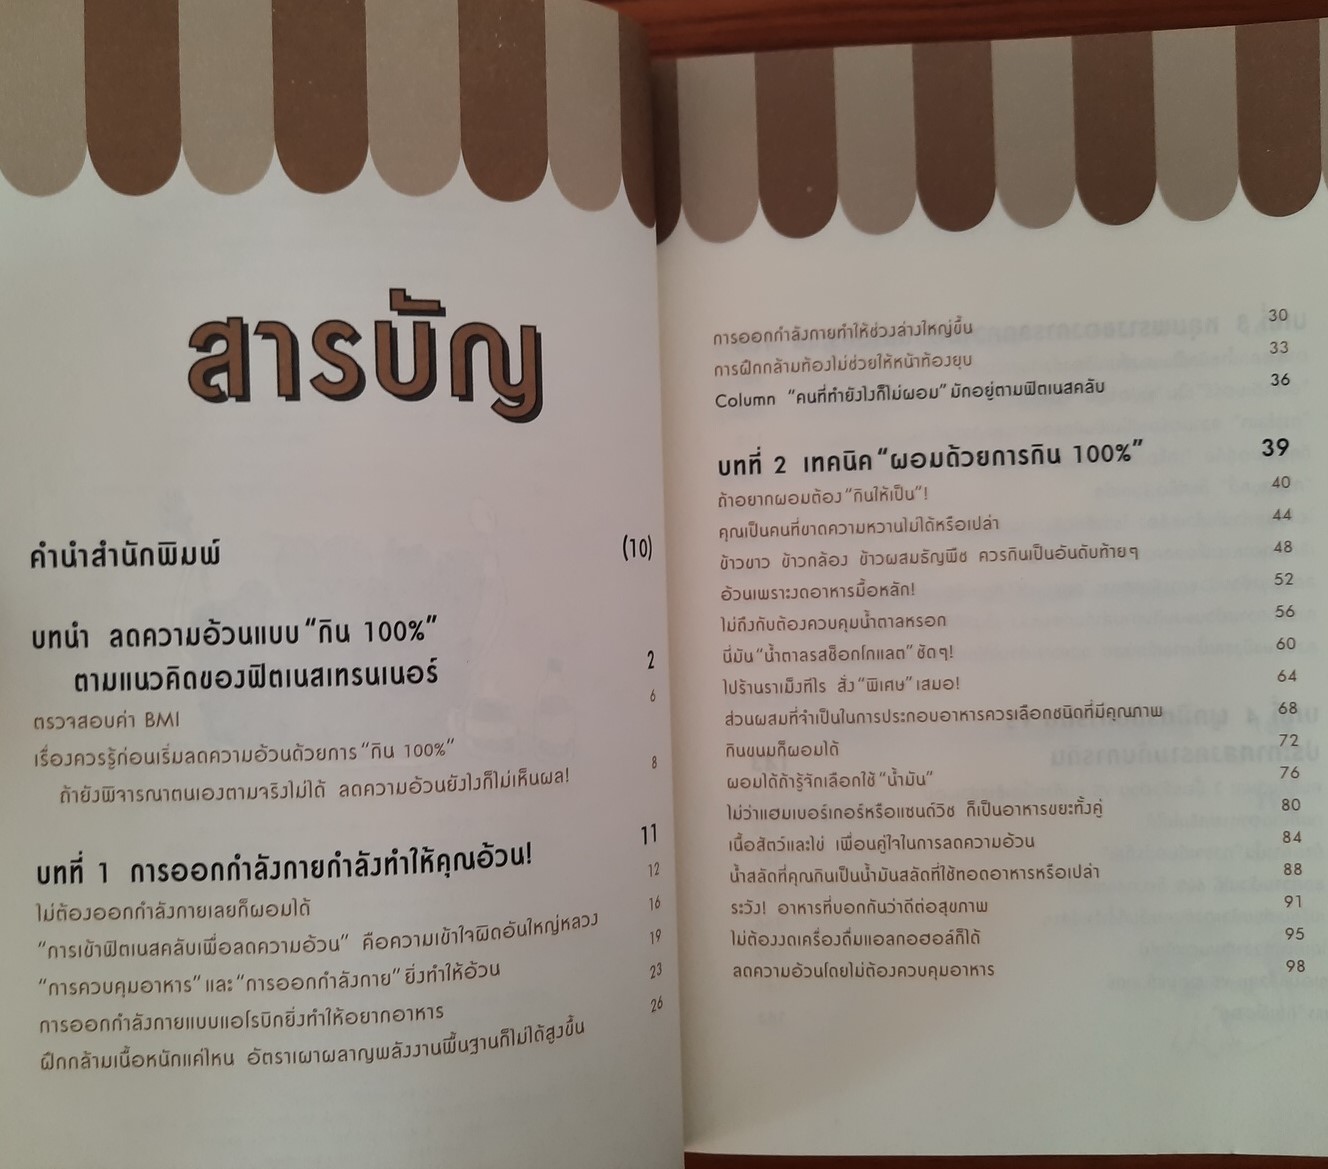 สารบัญ
คำนำสำนักพิมพ์ (10)
บทนำ ลดความอ้วนแบบ “กิน 100%”
ตามแนวคิดของฟิตเนสเทรนเนอร์ 2
ตรวจสอบค่า BMI 6
เรื่องควรรู้ก่อนเริ่มลดความอ้วนด้วยการ “กิน 100%”
ถ้ายังพิจารณาตนเองตามจริงไม่ได้ ลดความอ้วนยังไงก็ไม่เห็นผล! 8
บทที่ 1 การออกกำลังกายกำลังทำให้คุณอ้วน! 11
ไม่ต้องออกกำลังกายเลยก็ผอมได้ 12
“การเข้าฟิตเนสคลับเพื่อลดความอ้วน” คือความเข้าใจผิดอันใหญ่หลวง 16
“การควบคุมอาหาร” และ “การออกกำลังกาย” ยิ่งทำให้อ้วน 19
การออกกำลังกายแบบแอโรบิกยิ่งทำให้อยากอาหาร 23
ฝึกกล้ามเนื้อหนักแค่ไหน อัตราเผาผลาญพลังงานพื้นฐานก็ไม่ได้สูงขึ้น 26
การออกกำลังกายทำให้ช่วงล่างใหญ่ขึ้น 30
การฝึกกล้ามท้องไม่ช่วยให้หน้าท้องยุบ 33
Column “คนที่ทำยังไงก็ไม่ผอม” มักอยู่ตามฟิตเนสคลับ 36
บทที่ 2 เทคนิค “ผอมด้วยการกิน 100%” 39
ถ้าอยากผอมต้อง “กินให้เป็น”! 40
คุณเป็นคนที่ขาดความหวานไม่ได้หรือเปล่า 44
ข้าวขาว ข้าวกล้อง ข้าวผสมธัญพืช ควรกินเป็นอันดับท้ายๆ 48
อ้วนเพราะงดอาหารมื้อหลัก! 52
ไม่ถึงกับต้องควบคุมน้ำตาลหรอก 56
นี่มัน “น้ำตาลรสช็อกโกแลต” ชัดๆ! 60
ไปร้านราเม็งทีไร สั่ง “พิเศษ” เสมอ! 64
ส่วนผสมที่จำเป็นในการประกอบอาหารควรเลือกชนิดที่มีคุณภาพ 68
กินขนมก็ผอมได้ 72
ผอมได้ถ้ารู้จักเลือกใช้ “น้ำมัน” 76
ไม่ว่าแฮมเบอร์เกอร์หรือแซนด์วิช ก็เป็นอาหารขยะทั้งคู่ 80
เนื้อสัตว์และไข่ เพื่อนคู่ใจในการลดความอ้วน 84
น้ำสลัดที่คุณกินเป็นน้ำมันสลัดที่ใช้ทอดอาหารหรือเปล่า 88
ระวัง! อาหารที่บอกกันว่าดีต่อสุขภาพ 91
ไม่ต้องงดเครื่องดื่มแอลกอฮอล์ก็ได้ 95
ลดความอ้วนโดยไม่ต้องควบคุมอาหาร 98